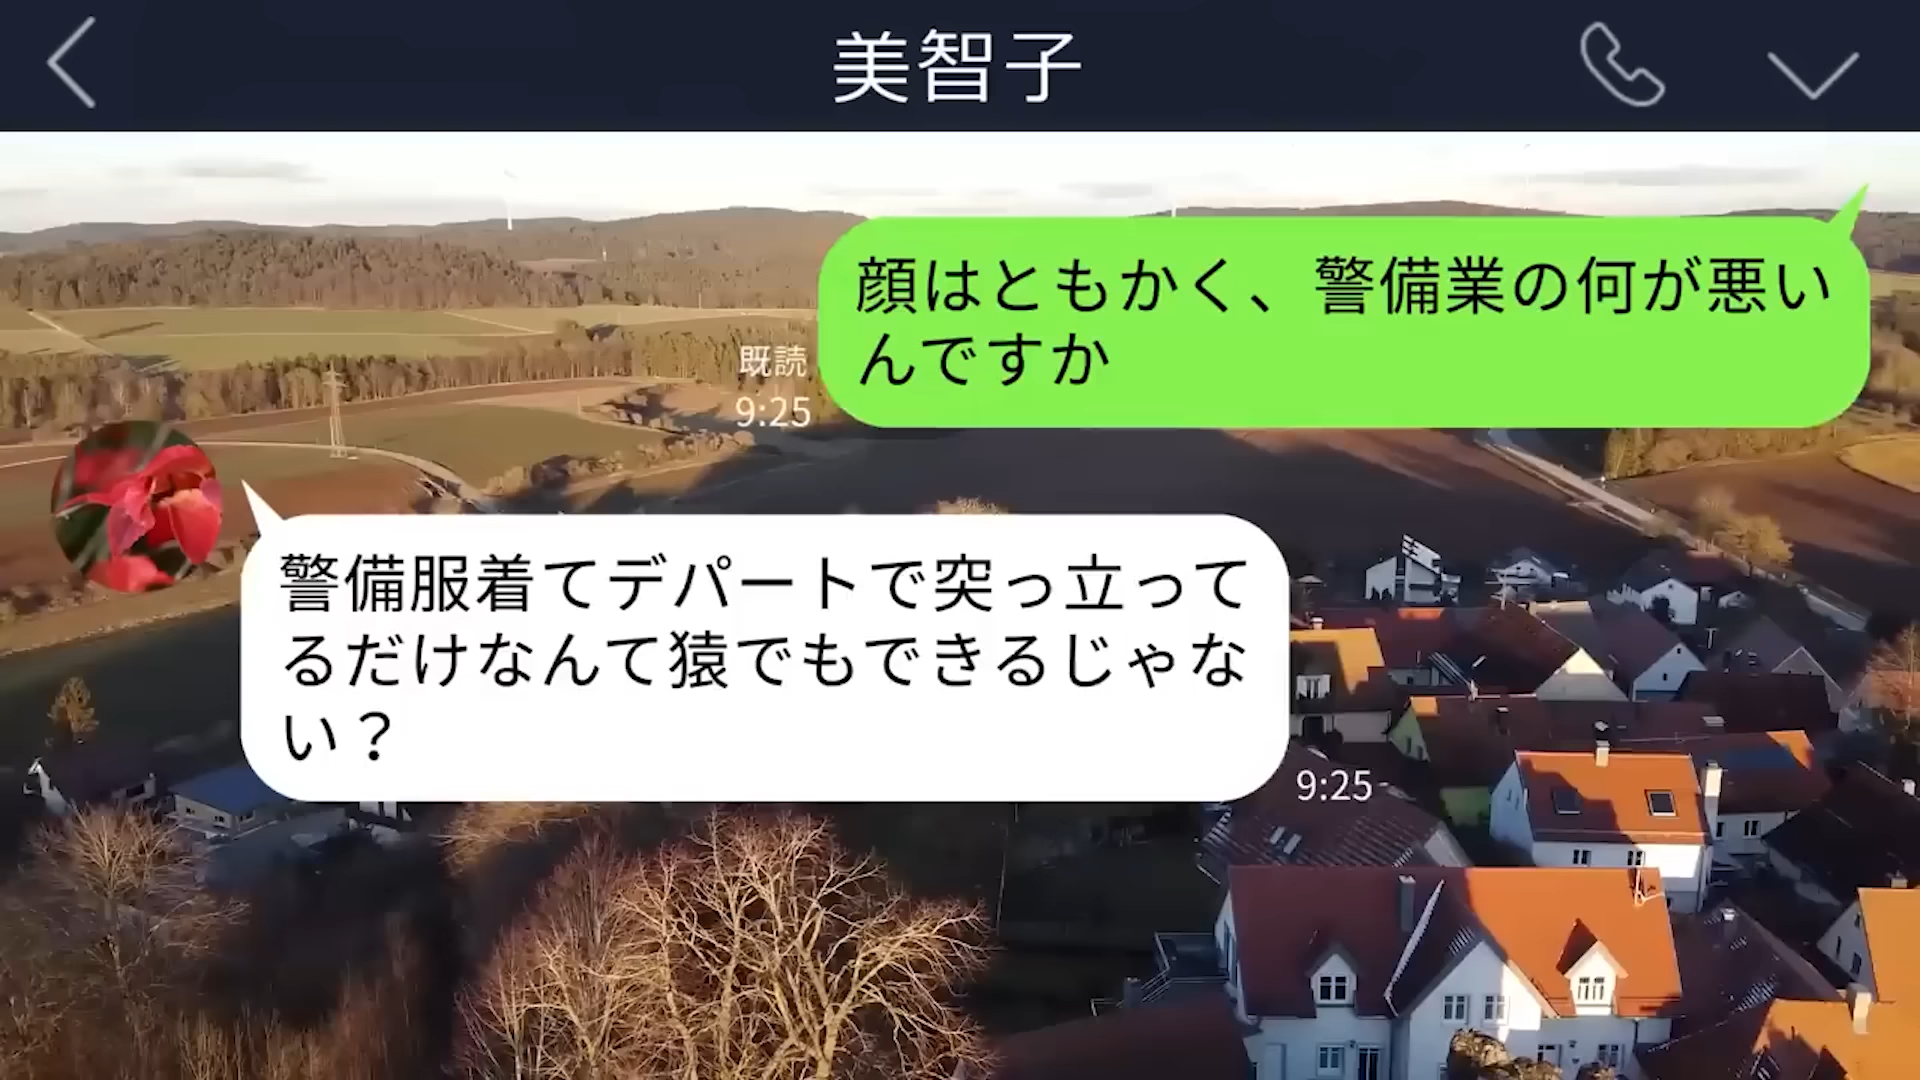 美智子
顔はともかく、警備業の何が悪い
んですか
既読
9:25
警備服着てデパートで突っ立って
るだけなんて猿でもできるじゃな
い？
9:25